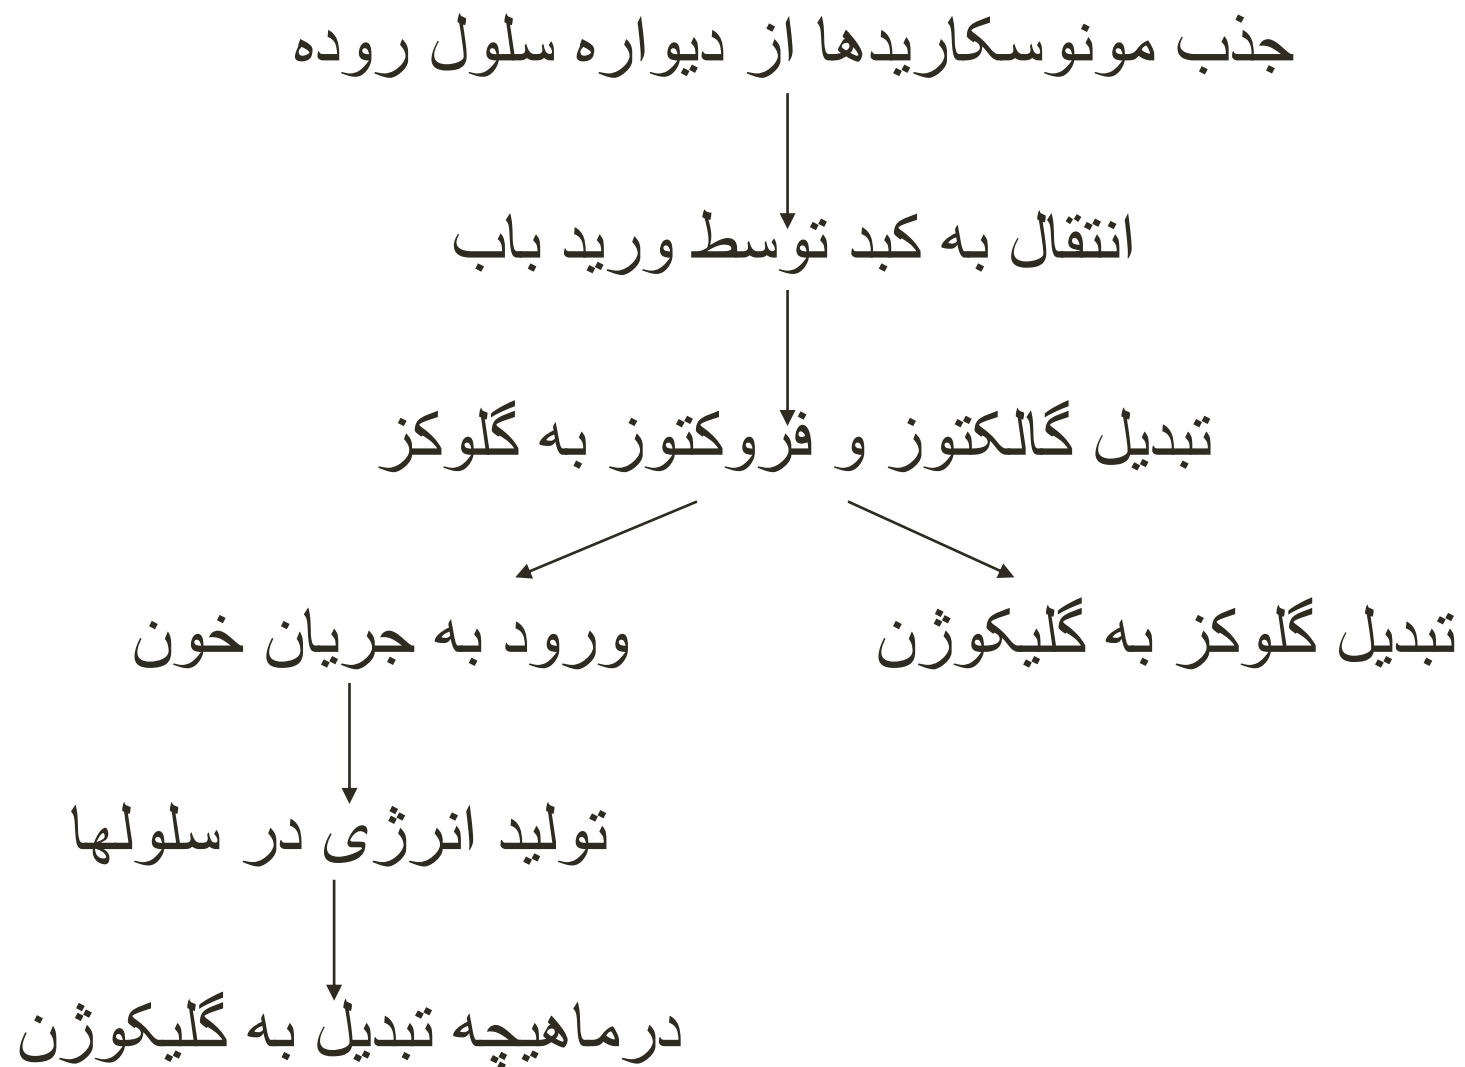 جذب مونوسکاریدها از دیواره سلول روده
انتقال به کبد توسط ورید باب
تبدیل گالکتوز و فروکتوز به گلوکز
تبدیل گلوکز به گلیکوژن
ورود به جریان خون
تولید انرژی در سلولها
درماهیچه تبدیل به گلیکوژن